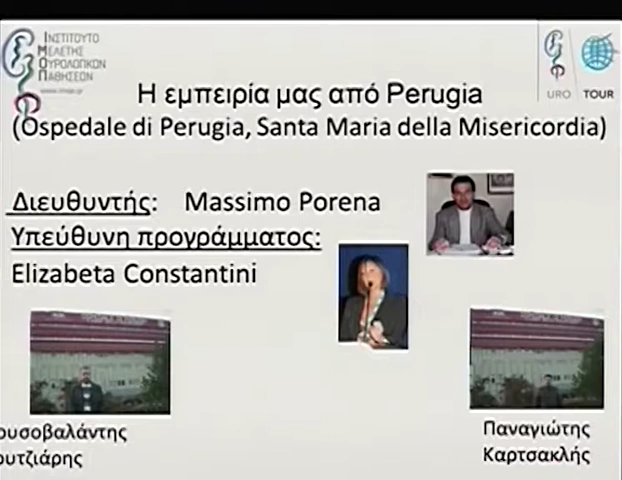 ΙΝΣΤΙΤΟΥΤΟ
ΜΕΛΕΤΗΣ
ΟΥΡΟΛΟΓΙΚΩΝ
ΠΑΘΗΣΕΩΝ
URO TOUR
Η εμπειρία μας από Perugia
(Ospedale di Perugia, Santa Maria della Misericordia)
Διευθυντής: Massimo Porena
Υπεύθυνη προγράμματος:
Elizabeta Constantini
ουσοβαλάντης
ουτζιάρης
Παναγιώτης
Καρτσακλής